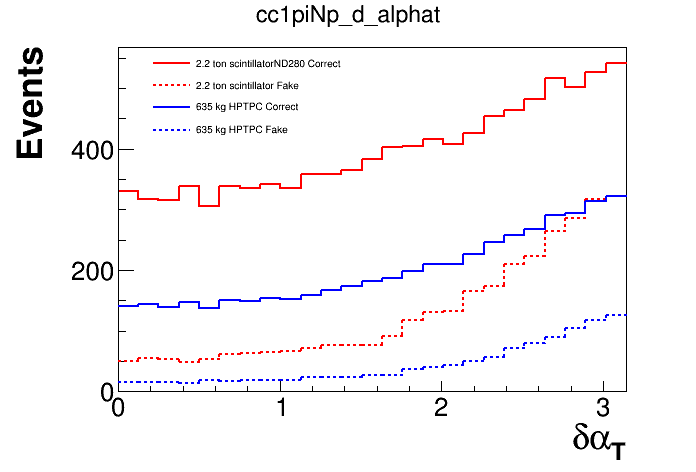 cc1piNp_d_alphat
Events
2.2 ton scintillatorND280 Correct
2.2 ton scintillator Fake
635 kg HPTPC Correct
635 kg HPTPC Fake
400
200
0
0 1 2 3
δαT